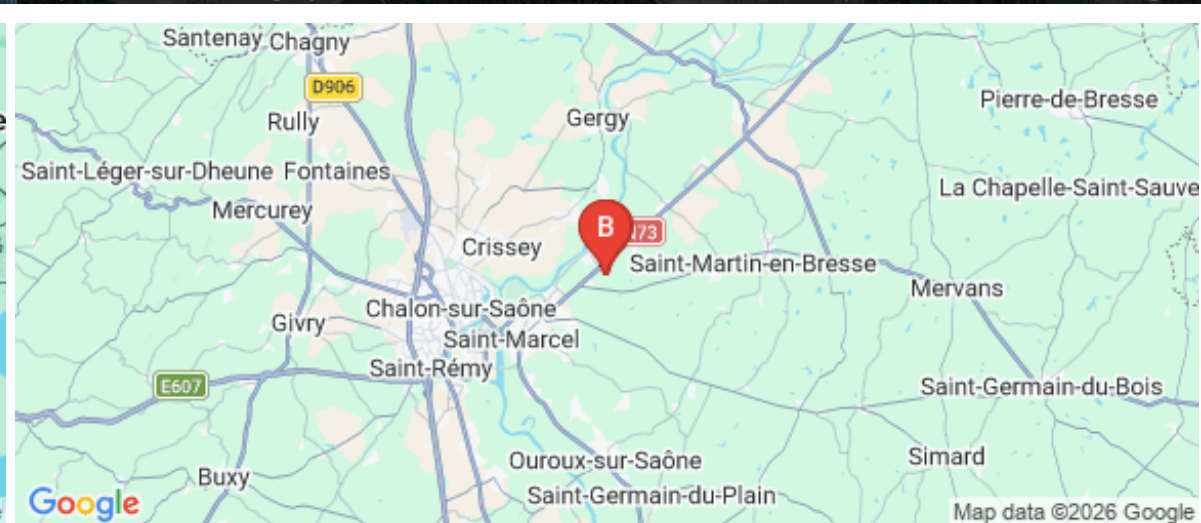 Santenay
Chagny
D906
Rully
Gergy
Pierre-de-Bresse
Saint-Léger-sur-Dheune
Fontaines
La Chapelle-Saint-Sauve
Mercurey
B
N73
Crissey
Saint-Martin-en-Bresse
Mervans
Chalon-sur-Saône
Givry
Saint-Marcel
Saint-Rémy
E607
Saint-Germain-du-Bois
Ouroux-sur-Saône
Simard
Buxy
Saint-Germain-du-Plain
Google
Map data ©2026 Google